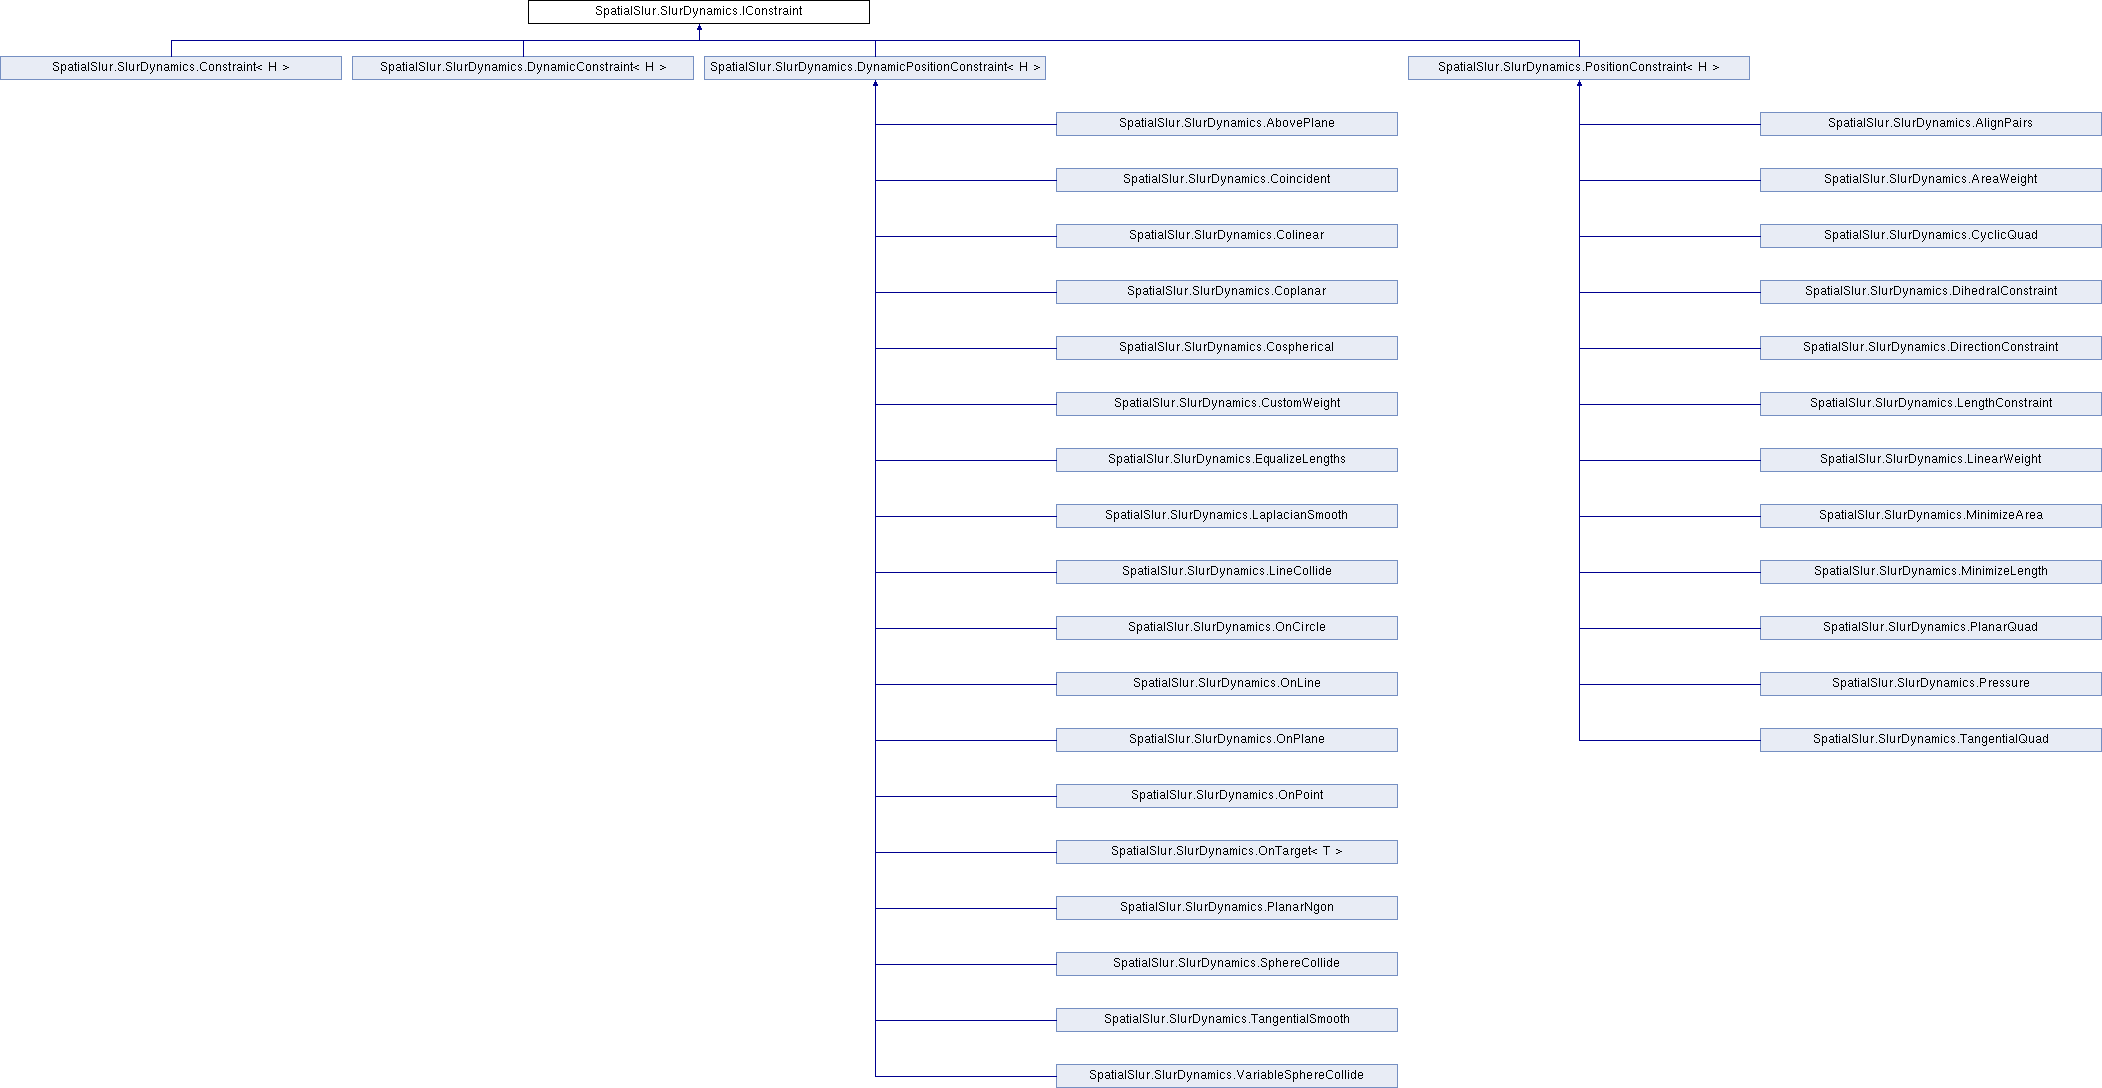 SpatialSlur.SlurDynamics.IConstraint
SpatialSlur.SlurDynamics.Constraint< H >
SpatialSlur.SlurDynamics.DynamicConstraint< H >
SpatialSlur.SlurDynamics.DynamicPositionConstraint< H >
SpatialSlur.SlurDynamics.PositionConstraint< H >
SpatialSlur.SlurDynamics.AbovePlane
SpatialSlur.SlurDynamics.AlignPairs
SpatialSlur.SlurDynamics.Coincident
SpatialSlur.SlurDynamics.AreaWeight
SpatialSlur.SlurDynamics.Colinear
SpatialSlur.SlurDynamics.CyclicQuad
SpatialSlur.SlurDynamics.Coplanar
SpatialSlur.SlurDynamics.DihedralConstraint
SpatialSlur.SlurDynamics.Cospherical
SpatialSlur.SlurDynamics.DirectionConstraint
SpatialSlur.SlurDynamics.CustomWeight
SpatialSlur.SlurDynamics.LengthConstraint
SpatialSlur.SlurDynamics.EqualizeLengths
SpatialSlur.SlurDynamics.LinearWeight
SpatialSlur.SlurDynamics.LaplacianSmooth
SpatialSlur.SlurDynamics.MinimizeArea
SpatialSlur.SlurDynamics.LineCollide
SpatialSlur.SlurDynamics.MinimizeLength
SpatialSlur.SlurDynamics.OnCircle
SpatialSlur.SlurDynamics.PlanarQuad
SpatialSlur.SlurDynamics.OnLine
SpatialSlur.SlurDynamics.Pressure
SpatialSlur.SlurDynamics.OnPlane
SpatialSlur.SlurDynamics.TangentialQuad
SpatialSlur.SlurDynamics.OnPoint
SpatialSlur.SlurDynamics.OnTarget< T >
SpatialSlur.SlurDynamics.PlanarNgon
SpatialSlur.SlurDynamics.SphereCollide
SpatialSlur.SlurDynamics.TangentialSmooth
SpatialSlur.SlurDynamics.VariableSphereCollide